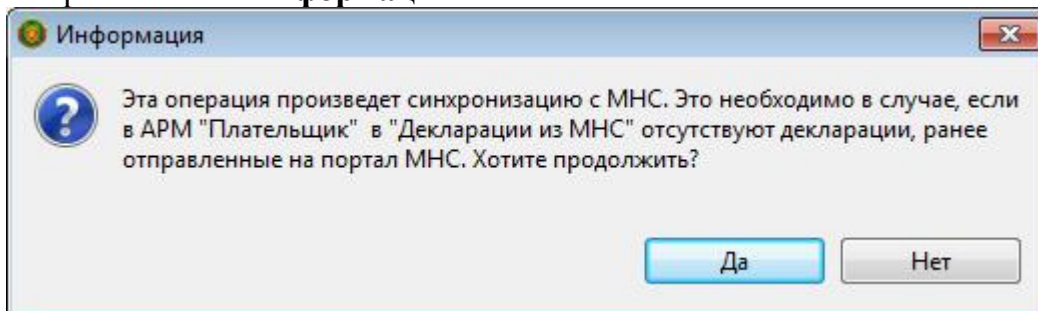 Информация
Эта операция произведет синхронизацию с МНС. Это необходимо в случае, если
в АРМ "Плательщик" в "Декларации из МНС" отсутствуют декларации, ранее
отправленные на портал МНС. Хотите продолжить?
Да Нет